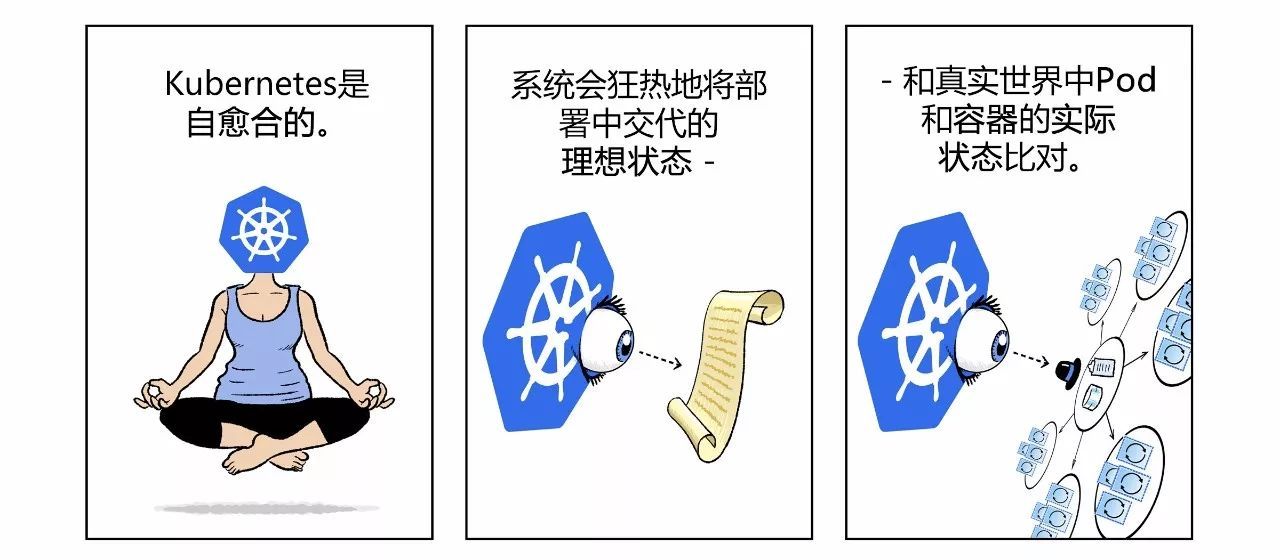 Kubernetes是
自愈合的。
系统会狂热地将部
署中交代的
理想状态 -
- 和真实世界中Pod
和容器的实际
状态比对。